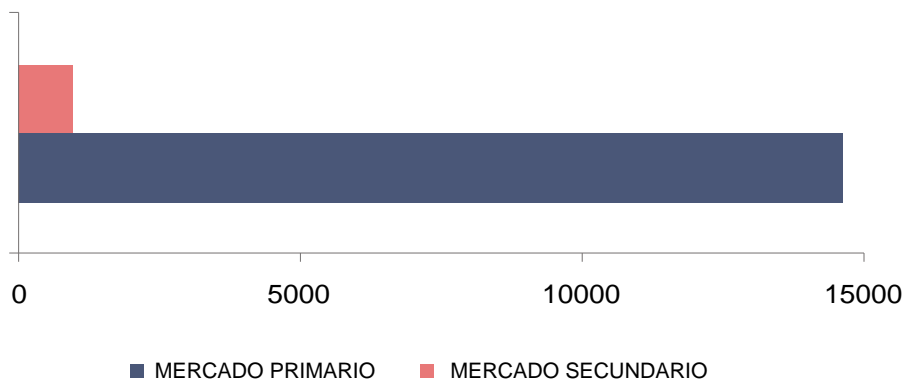 0 5000 10000 15000
MERCADO PRIMARIO MERCADO SECUNDARIO